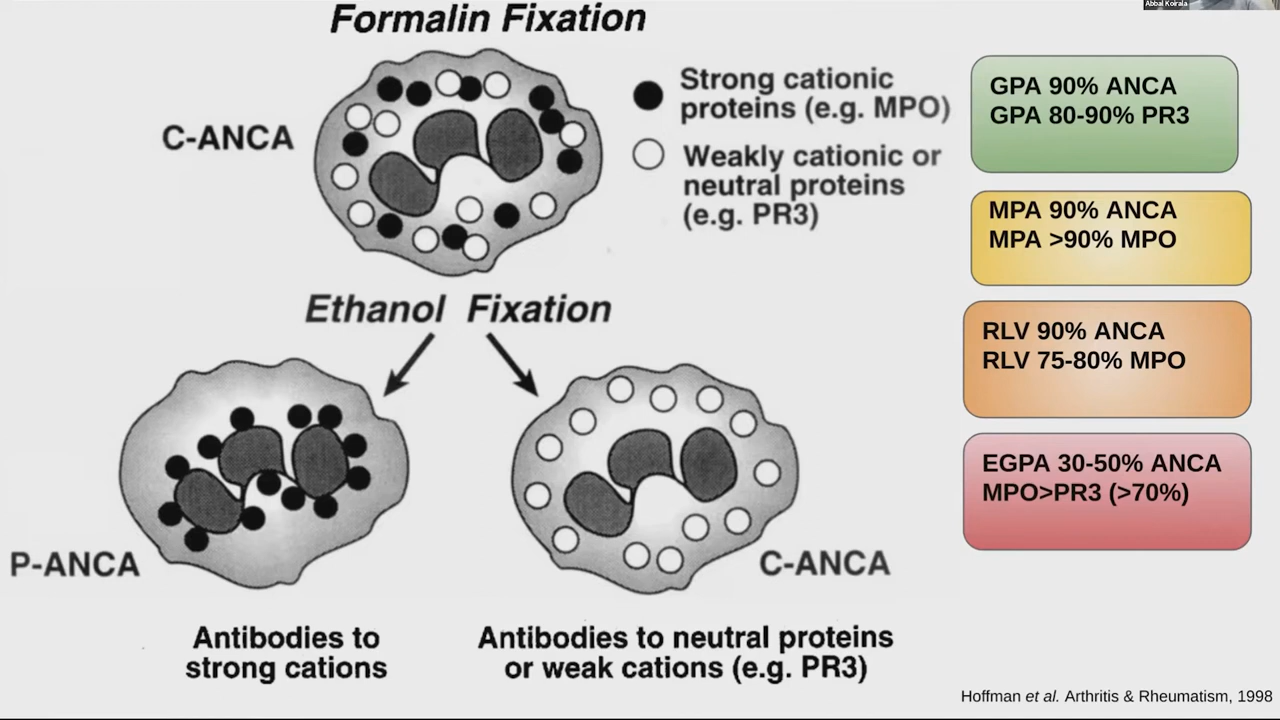 Abbal Koirala
Formalin Fixation
C-ANCA
Strong cationic
proteins (e.g. MPO)
Weakly cationic or
neutral proteins
(e.g. PR3)
Ethanol Fixation
P-ANCA
C-ANCA
Antibodies to
strong cations
Antibodies to neutral proteins
or weak cations (e.g. PR3)
GPA 90% ANCA
GPA 80-90% PR3
MPA 90% ANCA
MPA >90% MPO
RLV 90% ANCA
RLV 75-80% MPO
EGPA 30-50% ANCA
MPO>PR3 (>70%)
Hoffman et al. Arthritis & Rheumatism, 1998